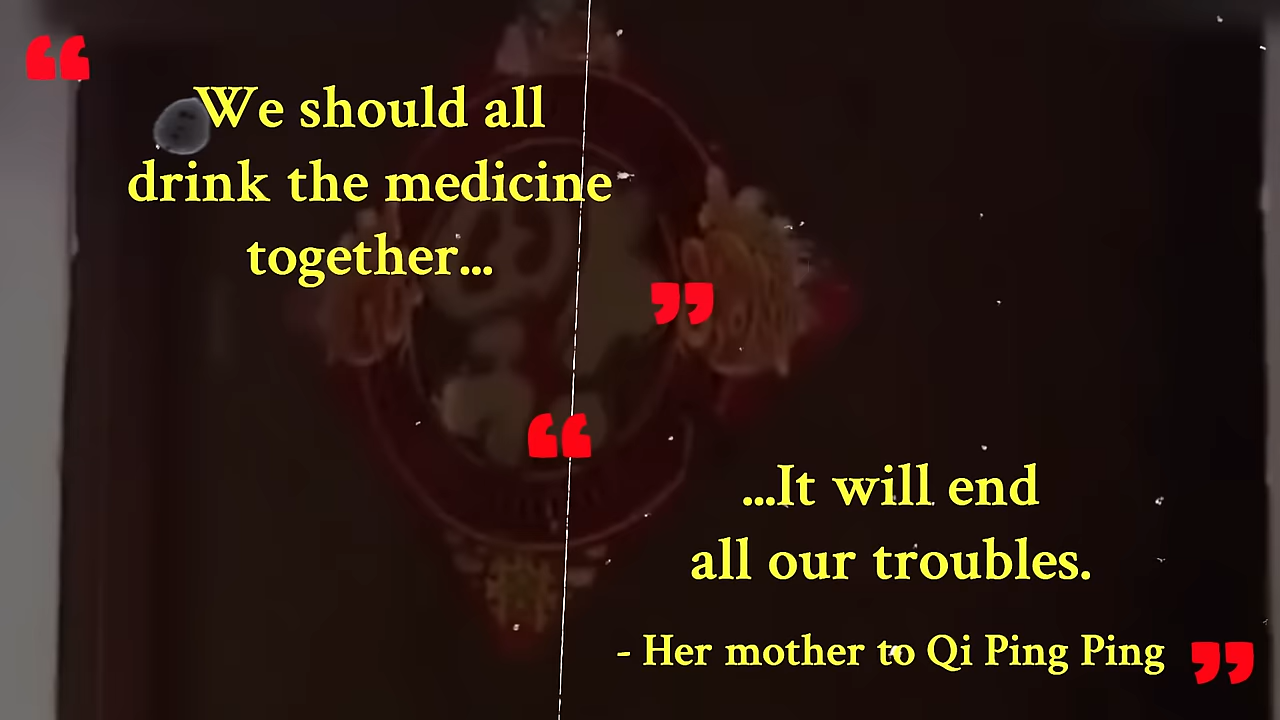 “
We should all
drink the medicine
together...
”
“
...It will end
all our troubles.
- Her mother to Qi Ping Ping ”